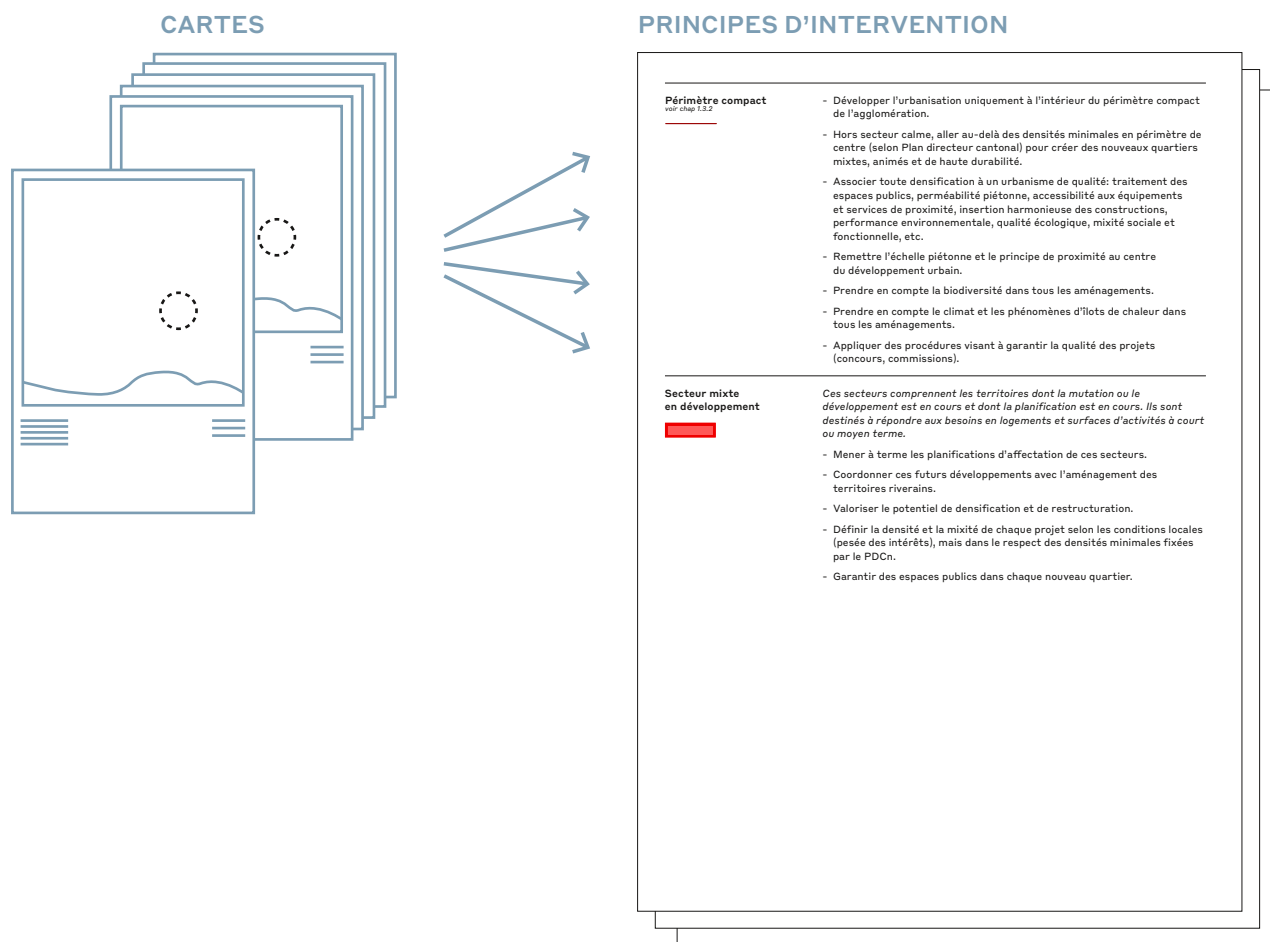 CARTES
PRINCIPES D’INTERVENTION
Périmètre compact
voir chap 1.3.2
- Développer l’urbanisation uniquement à l’intérieur du périmètre compact
de l’agglomération.
- Hors secteur calme, aller au-delà des densités minimales en périmètre de
centre (selon Plan directeur cantonal) pour créer des nouveaux quartiers
mixtes, animés et de haute durabilité.
- Associer toute densification à un urbanisme de qualité: traitement des
espaces publics, perméabilité piétonne, accessibilité aux équipements
et services de proximité, insertion harmonieuse des constructions,
performance environnementale, qualité écologique, mixité sociale et
fonctionnelle, etc.
- Remettre l’échelle piétonne et le principe de proximité au centre
du développement urbain.
- Prendre en compte la biodiversité dans tous les aménagements.
- Prendre en compte le climat et les phénomènes d’îlots de chaleur dans
tous les aménagements.
- Appliquer des procédures visant à garantir la qualité des projets
(concours, commissions).
Secteur mixte
en développement
Ces secteurs comprennent les territoires dont la mutation ou le
développement est en cours et dont la planification est en cours. Ils sont
destinés à répondre aux besoins en logements et surfaces d’activités à court
ou moyen terme.
- Mener à terme les planifications d’affectation de ces secteurs.
- Coordonner ces futurs développements avec l’aménagement des
territoires riverains.
- Valoriser le potentiel de densification et de restructuration.
- Définir la densité et la mixité de chaque projet selon les conditions locales
(pesée des intérêts), mais dans le respect des densités minimales fixées
par le PDCn.
- Garantir des espaces publics dans chaque nouveau quartier.